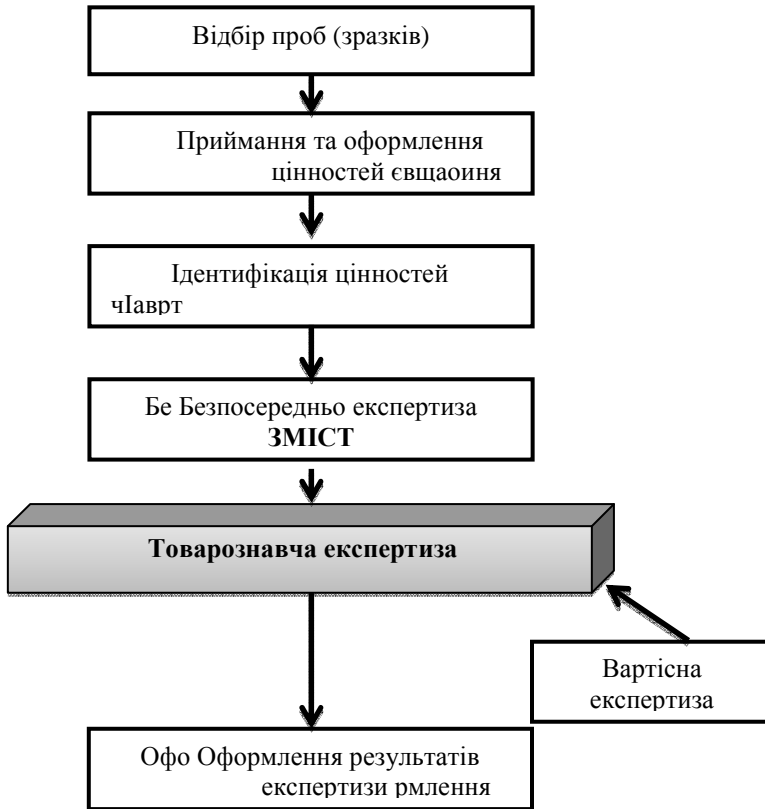 Відбір проб (зразків)
Приймання та оформлення
цінностей євщаоиня
Ідентифікація цінностей
чІаврт
Бе Безпосередньо експертиза
ЗМІСТ
Товарознавча експертиза
Вартісна
експертиза
Офо Оформлення результатів
експертизи рмлення